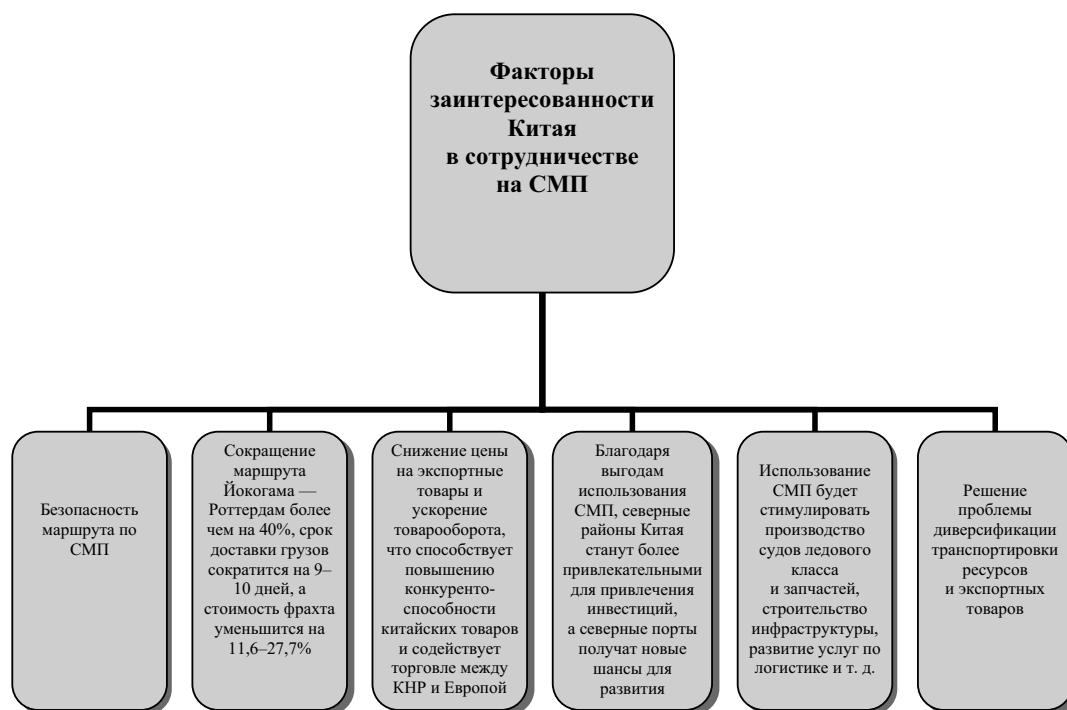 Факторы
заинтересованности
Китая
в сотрудничестве
на СМП
Безопасность
маршрута по
СМП
Сокращение
маршрута
Йокогама —
Роттердам более
чем на 40%, срок
доставки грузов
сократится на 9–
10 дней, а
стоимость фрахта
уменьшится на
11,6–27,7%
Снижение цены
на экспортные
товары и
ускорение
товарооборота,
что способствует
повышению
конкуренто-
способности
китайских товаров
и содействует
торговле между
КНР и Европой
Благодаря
выгодам
использования
СМП, северные
районы Китая
станут более
привлекательными
для привлечения
инвестиций,
а северные порты
получат новые
шансы для
развития
Использование
СМП будет
стимулировать
производство
судов ледового
класса
и запчастей,
строительство
инфраструктуры,
развитие услуг по
логистике и т. д.
Решение
проблемы
диверсификации
транспортировки
ресурсов
и экспортных
товаров